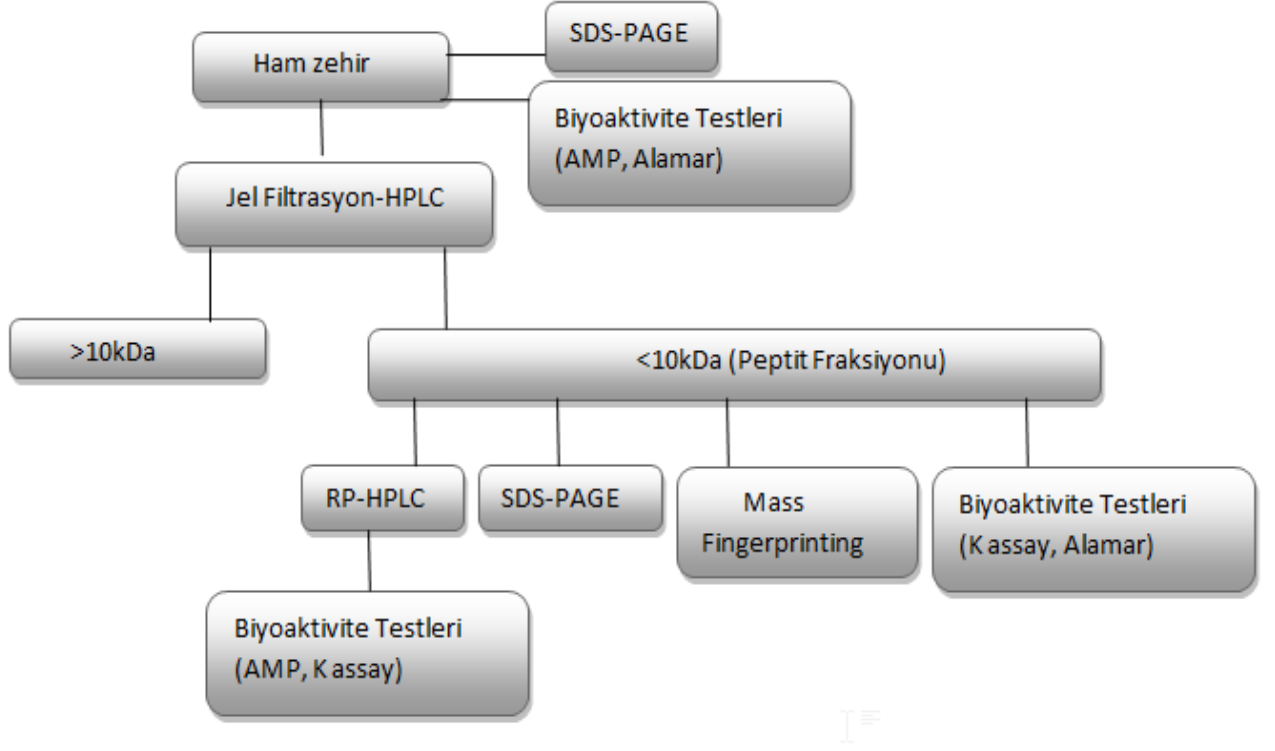 SDS-PAGE
Ham zehir
Biyoaktivite Testleri
(AMP, Alamar)
Jel Filtrasyon-HPLC
>10kDa
<10kDa (Peptit Fraksiyonu)
RP-HPLC
SDS-PAGE
Mass
Fingerprinting
Biyoaktivite Testleri
(K assay, Alamar)
Biyoaktivite Testleri
(AMP, K assay)